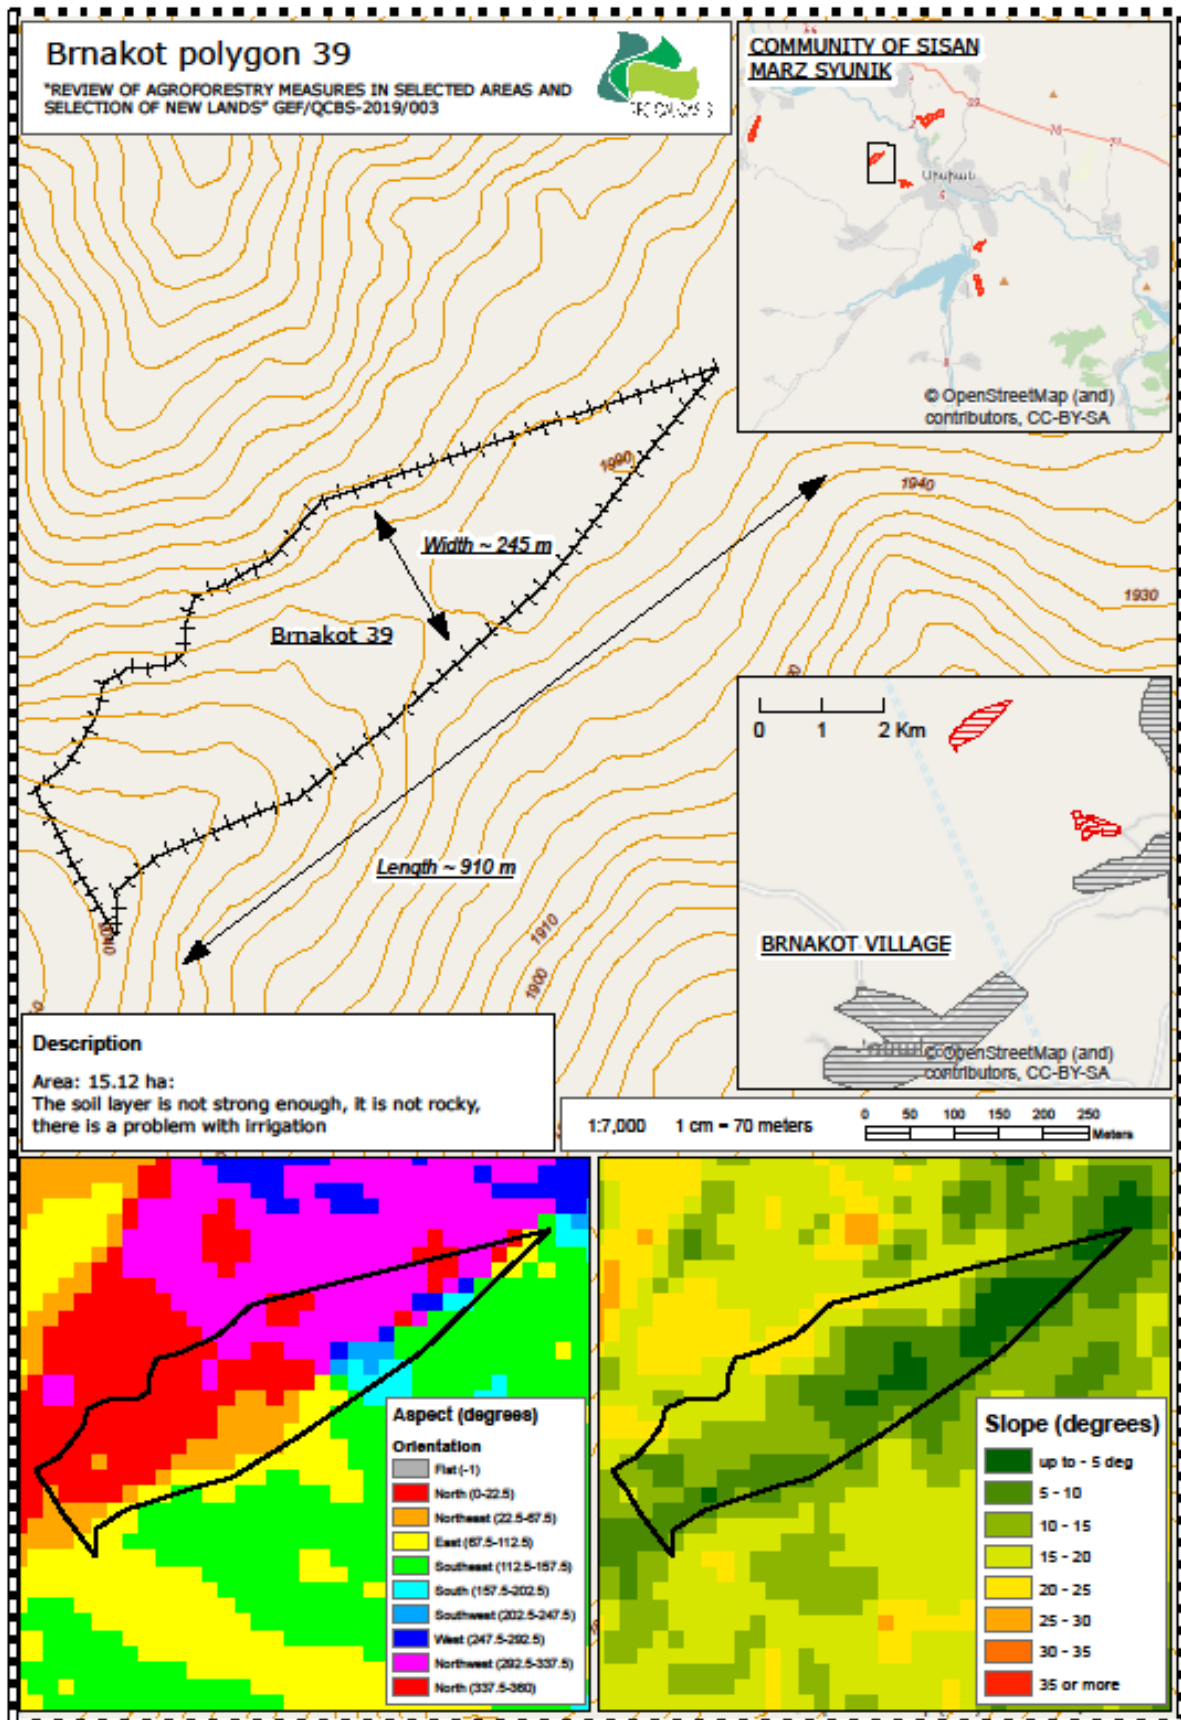 Brnakot polygon 39
"REVIEW OF AGROFORESTRY MEASURES IN SELECTED AREAS AND
SELECTION OF NEW LANDS" GEF/QCBS-2019/003
COMMUNITY OF SISAN
MARZ SYUNIK
© OpenStreetMap (and)
contributors, CC-BY-SA
1990
1940
Width ~ 245 m
1930
Brnakot 39
0 1 2 Km
Length ~ 910 m
1910
1900
BRNAKOT VILLAGE
© OpenStreetMap (and)
contributors, CC-BY-SA
Description
Area: 15.12 ha:
The soil layer is not strong enough, it is not rocky,
there is a problem with irrigation
1:7,000 1 cm = 70 meters
0 50 100 150 200 250
Meters
Aspect (degrees)
Orientation
Flat (-1)
North (0-22.5)
Northeast (22.5-67.5)
East (67.5-112.5)
Southeast (112.5-157.5)
South (157.5-202.5)
Southwest (202.5-247.5)
West (247.5-292.5)
Northwest (292.5-337.5)
North (337.5-360)
Slope (degrees)
up to - 5 deg
5 - 10
10 - 15
15 - 20
20 - 25
25 - 30
30 - 35
35 or more